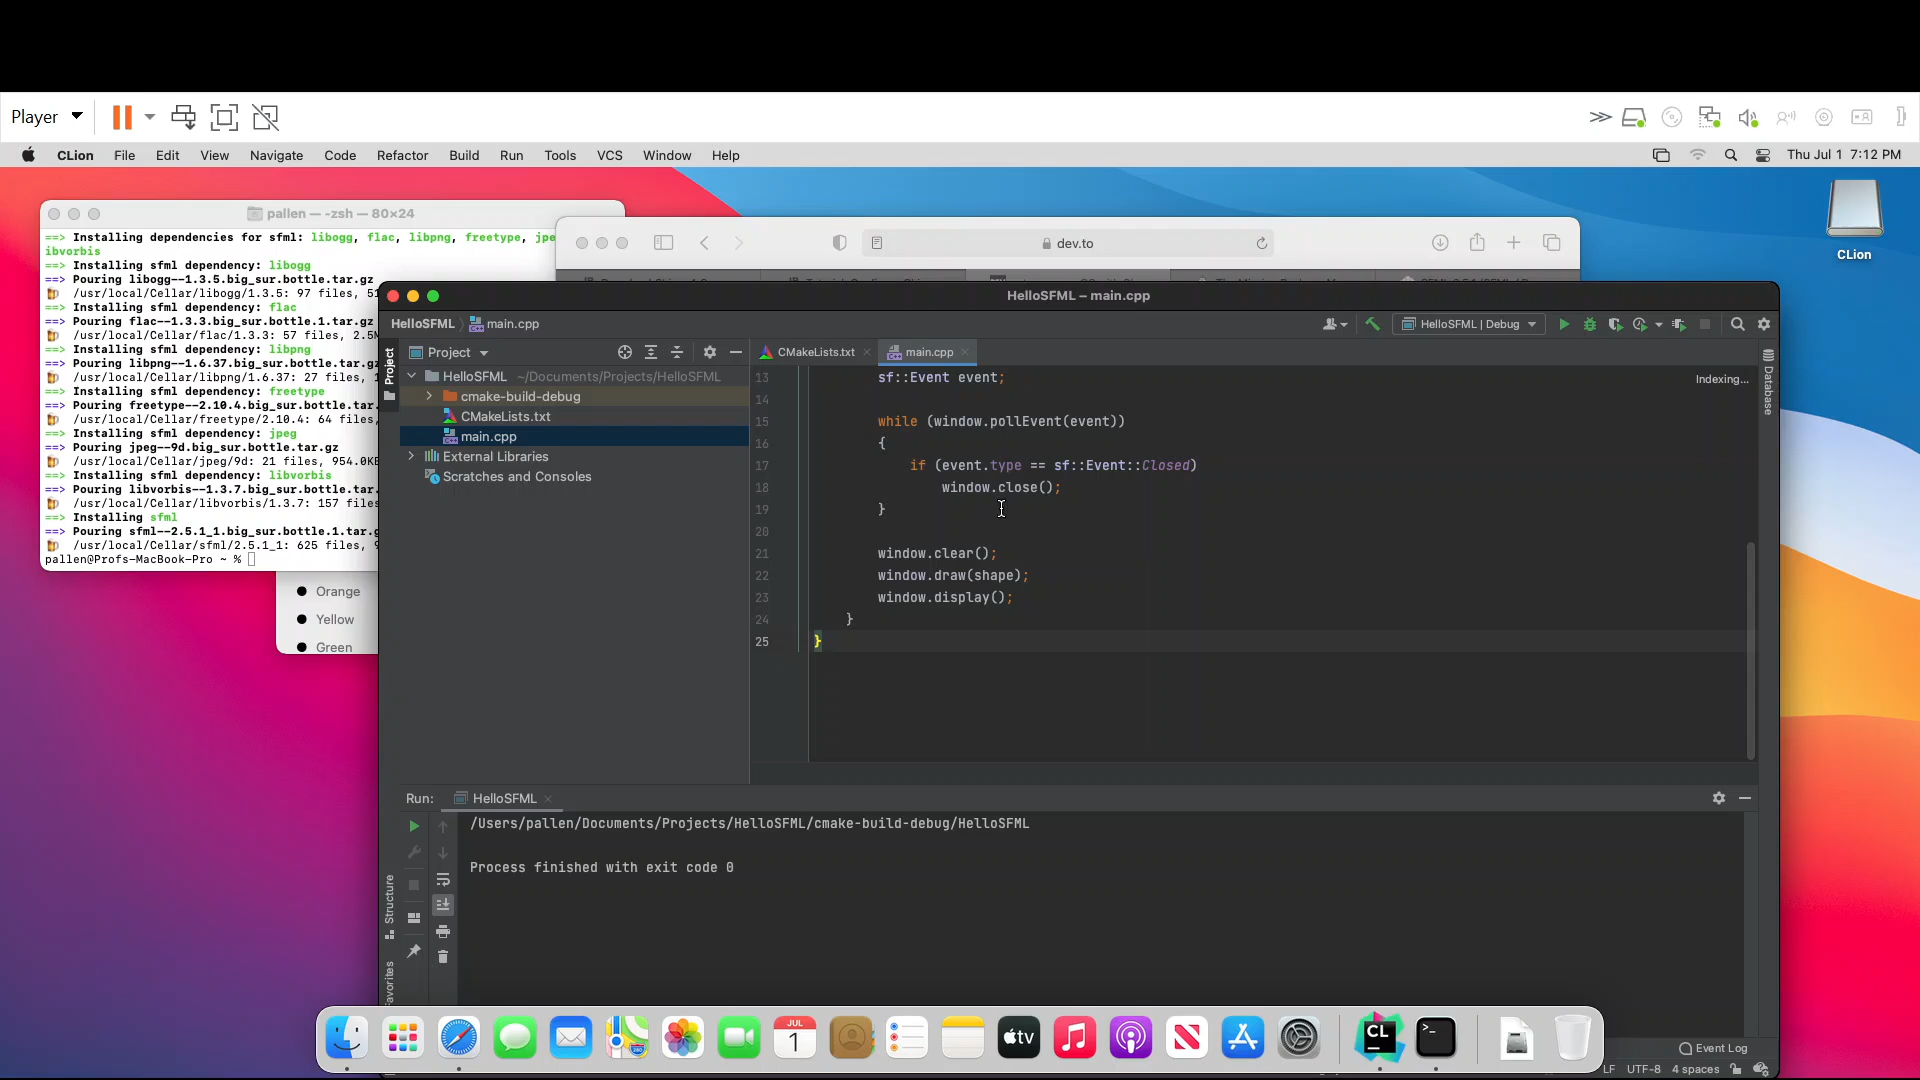 Player
CLion File Edit View Navigate Code Refactor Build Run Tools VCS Window Help
Thu Jul 1 7:12 PM
CLion
pallen — -zsh — 80×24
==> Installing dependencies for sfml: libogg, flac, libpng, freetype, jpe
ibvorbis
==> Installing sfml dependency: libogg
==> Pouring libogg--1.3.5.big_sur.bottle.tar.gz
/usr/local/Cellar/libogg/1.3.5: 97 files, 51
==> Installing sfml dependency: flac
==> Pouring flac--1.3.3.big_sur.bottle.1.tar.gz
/usr/local/Cellar/flac/1.3.3: 57 files, 2.5M
==> Installing sfml dependency: libpng
==> Pouring libpng--1.6.37.big_sur.bottle.tar.gz
/usr/local/Cellar/libpng/1.6.37: 27 files, 1
==> Installing sfml dependency: freetype
==> Pouring freetype--2.10.4.big_sur.bottle.tar.
/usr/local/Cellar/freetype/2.10.4: 64 files,
==> Installing sfml dependency: jpeg
==> Pouring jpeg--9d.big_sur.bottle.tar.gz
/usr/local/Cellar/jpeg/9d: 21 files, 954.0KB
==> Installing sfml dependency: libvorbis
==> Pouring libvorbis--1.3.7.big_sur.bottle.tar.
/usr/local/Cellar/libvorbis/1.3.7: 157 files
==> Installing sfml
==> Pouring sfml--2.5.1_1.big_sur.bottle.1.tar.g
/usr/local/Cellar/sfml/2.5.1_1: 625 files, 9
pallen@Profs-MacBook-Pro ~ %
Orange
Yellow
Green
dev.to
HelloSFML – main.cpp
HelloSFML main.cpp
HelloSFML | Debug
Project
Project
CMakeLists.txt
main.cpp
HelloSFML ~/Documents/Projects/HelloSFML
cmake-build-debug
CMakeLists.txt
main.cpp
External Libraries
Scratches and Consoles
Indexing...
Database
13 sf::Event event;
14
15 while (window.pollEvent(event))
16 {
17 if (event.type == sf::Event::Closed)
18 window.close();
19 }
20
21 window.clear();
22 window.draw(shape);
23 window.display();
24 }
25 }
Run: HelloSFML
/Users/pallen/Documents/Projects/HelloSFML/cmake-build-debug/HelloSFML
Process finished with exit code 0
Structure
Favorites
Event Log
LF UTF-8 4 spaces
JUL
1
280
tv
CL